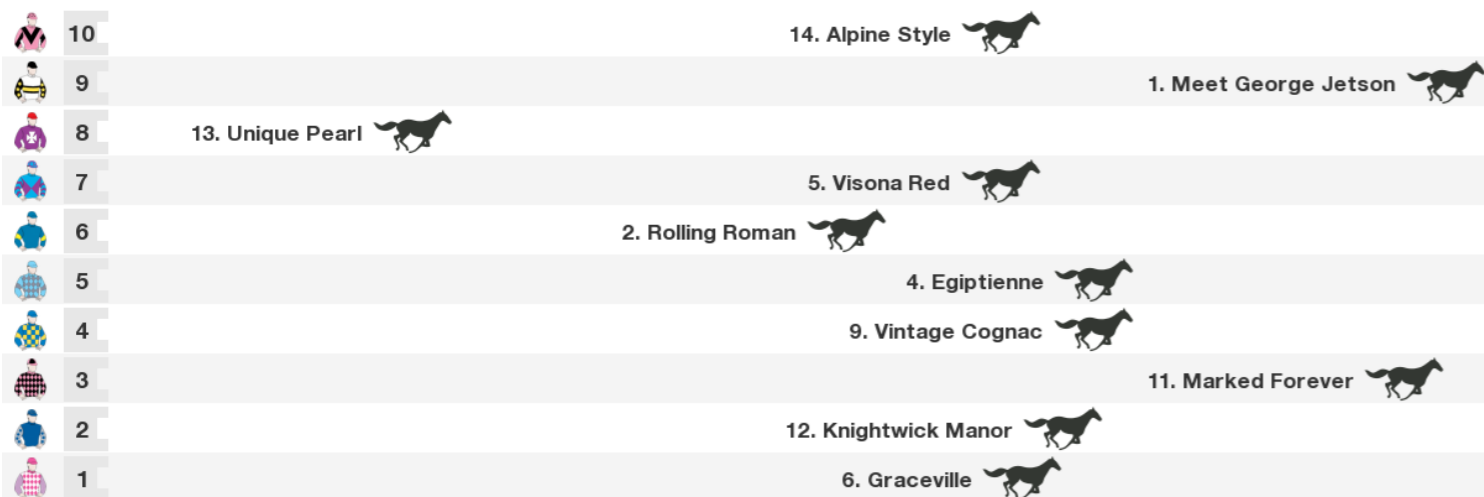 10 14. Alpine Style
9 1. Meet George Jetson
8 13. Unique Pearl
7 5. Visona Red
6 2. Rolling Roman
5 4. Egiptienne
4 9. Vintage Cognac
3 11. Marked Forever
2 12. Knightwick Manor
1 6. Graceville